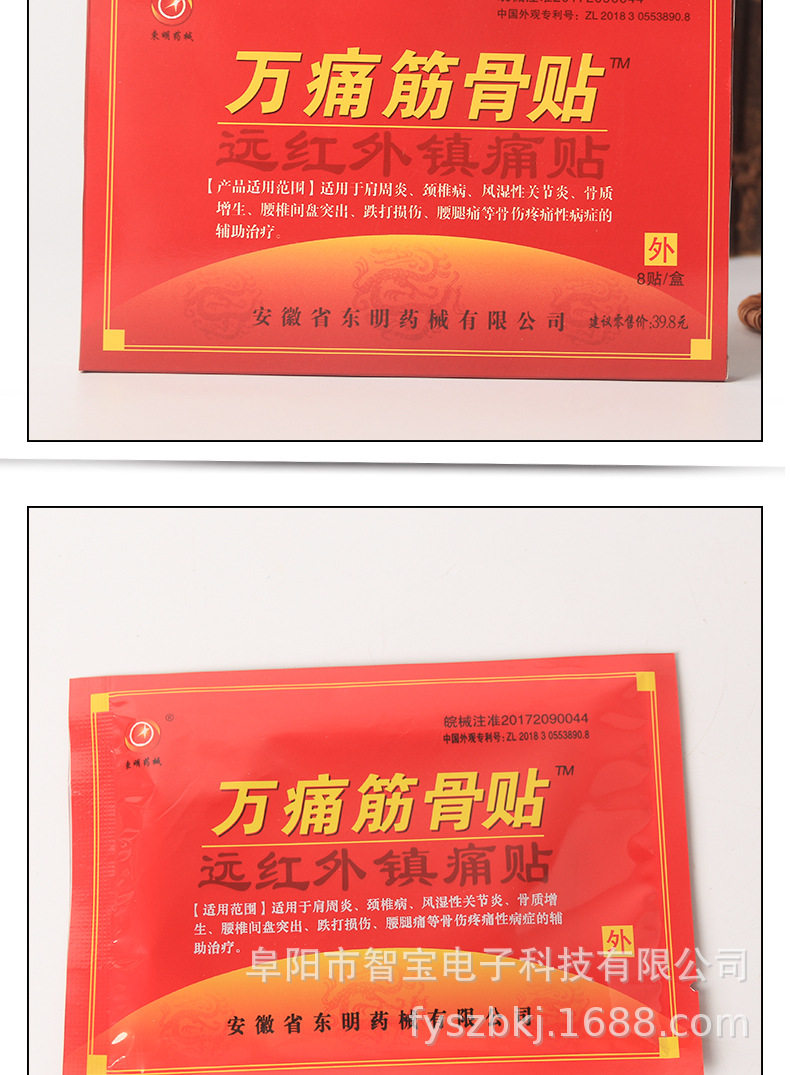 东明药械
中国外观专利号：ZL 2018 3 0553890.8
万痛筋骨贴™
远红外镇痛贴
【产品适用范围】适用于肩周炎、颈椎病、风湿性关节炎、骨质
增生、腰椎间盘突出、跌打损伤、腰腿痛等骨伤疼痛性病症的
辅助治疗。
外
8贴/盒
安徽省东明药械有限公司
建议零售价:39.8元
®
东明药械
皖械注准20172090044
中国外观专利号：ZL 2018 3 0553890.8
万痛筋骨贴™
远红外镇痛贴
【适用范围】适用于肩周炎、颈椎病、风湿性关节炎、骨质增
生、腰椎间盘突出、跌打损伤、腰腿痛等骨伤疼痛性病症的辅
助治疗。
外
阜阳市智宝电子科技有限公司
安徽省东明药械有限公司
fyszbkj.1688.com